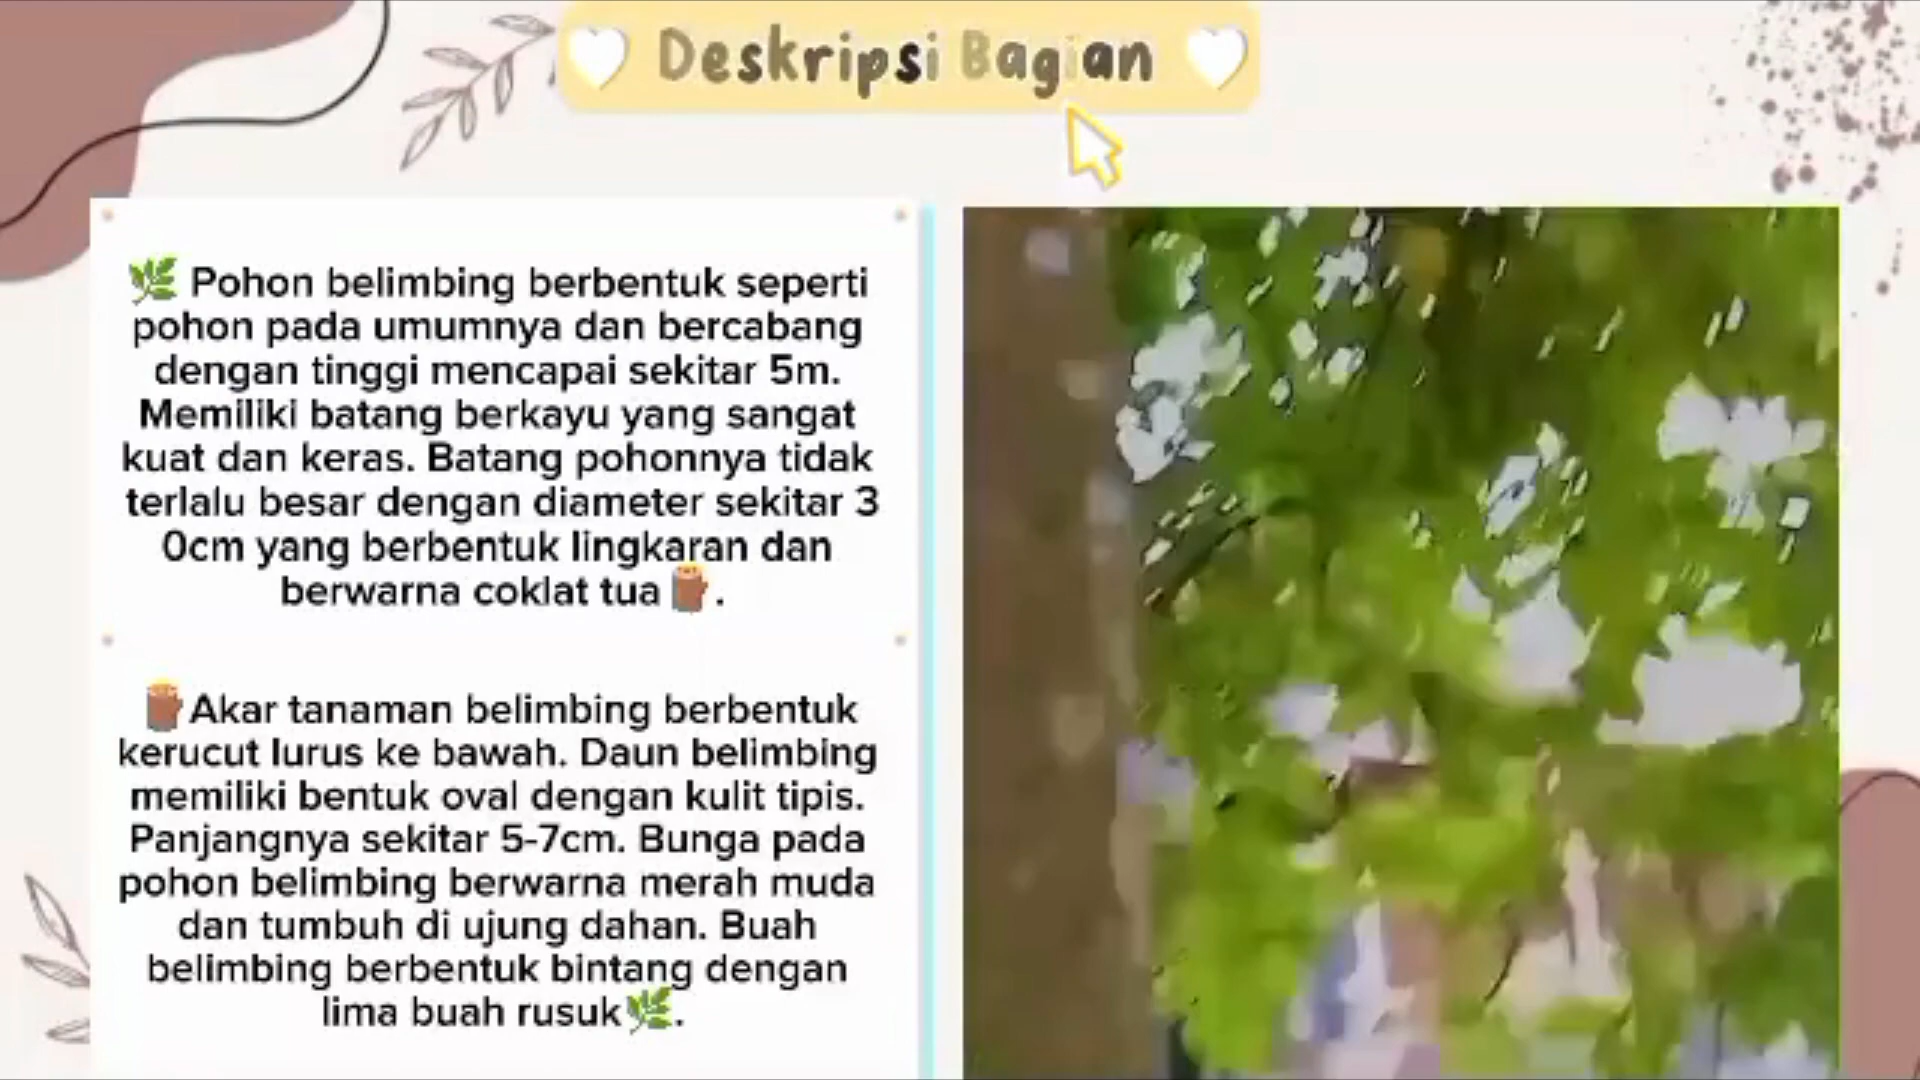 Deskripsi Bagian
🌿 Pohon belimbing berbentuk seperti
pohon pada umumnya dan bercabang
dengan tinggi mencapai sekitar 5m.
Memiliki batang berkayu yang sangat
kuat dan keras. Batang pohonnya tidak
terlalu besar dengan diameter sekitar 3
0cm yang berbentuk lingkaran dan
berwarna coklat tua🪵.
🪵Akar tanaman belimbing berbentuk
kerucut lurus ke bawah. Daun belimbing
memiliki bentuk oval dengan kulit tipis.
Panjangnya sekitar 5-7cm. Bunga pada
pohon belimbing berwarna merah muda
dan tumbuh di ujung dahan. Buah
belimbing berbentuk bintang dengan
lima buah rusuk🌿.